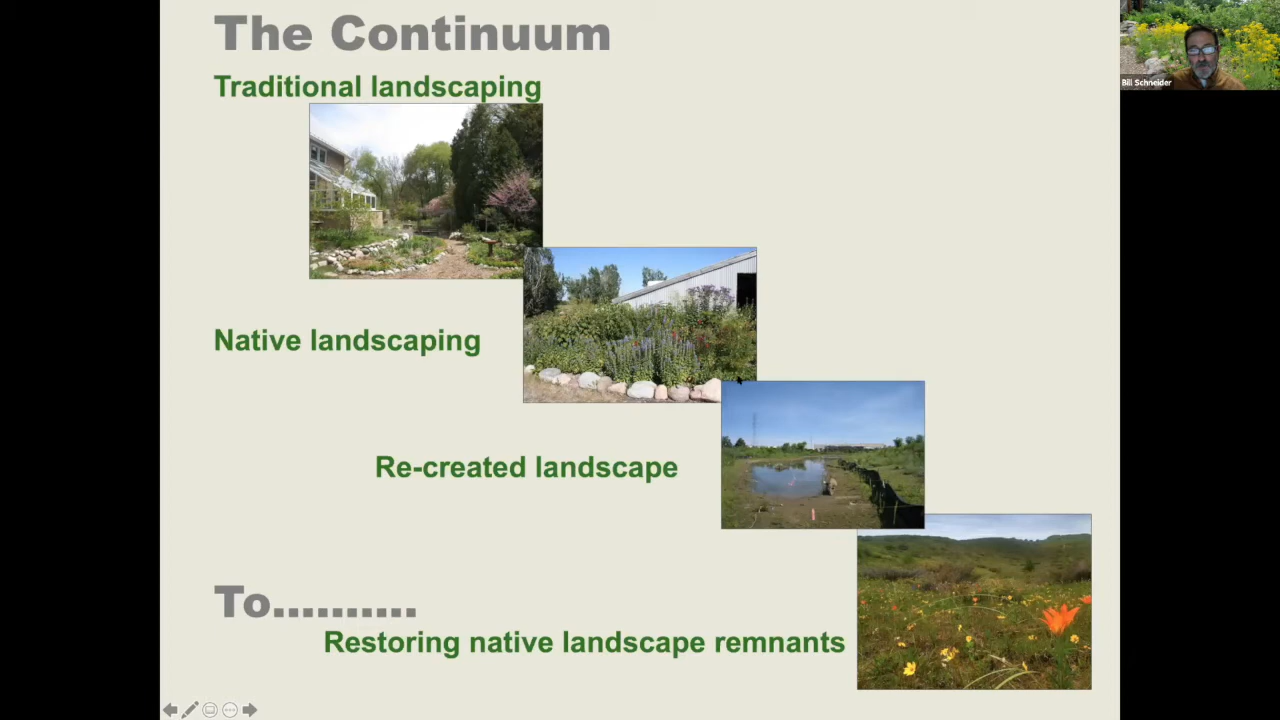 The Continuum
Bill Schneider
Traditional landscaping
Native landscaping
Re-created landscape
To..........
Restoring native landscape remnants